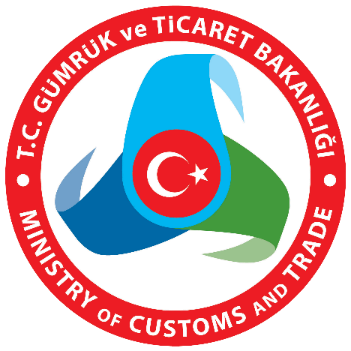 T.C. GÜMRÜK ve TİCARET BAKANLIĞI
MINISTRY OF CUSTOMS AND TRADE